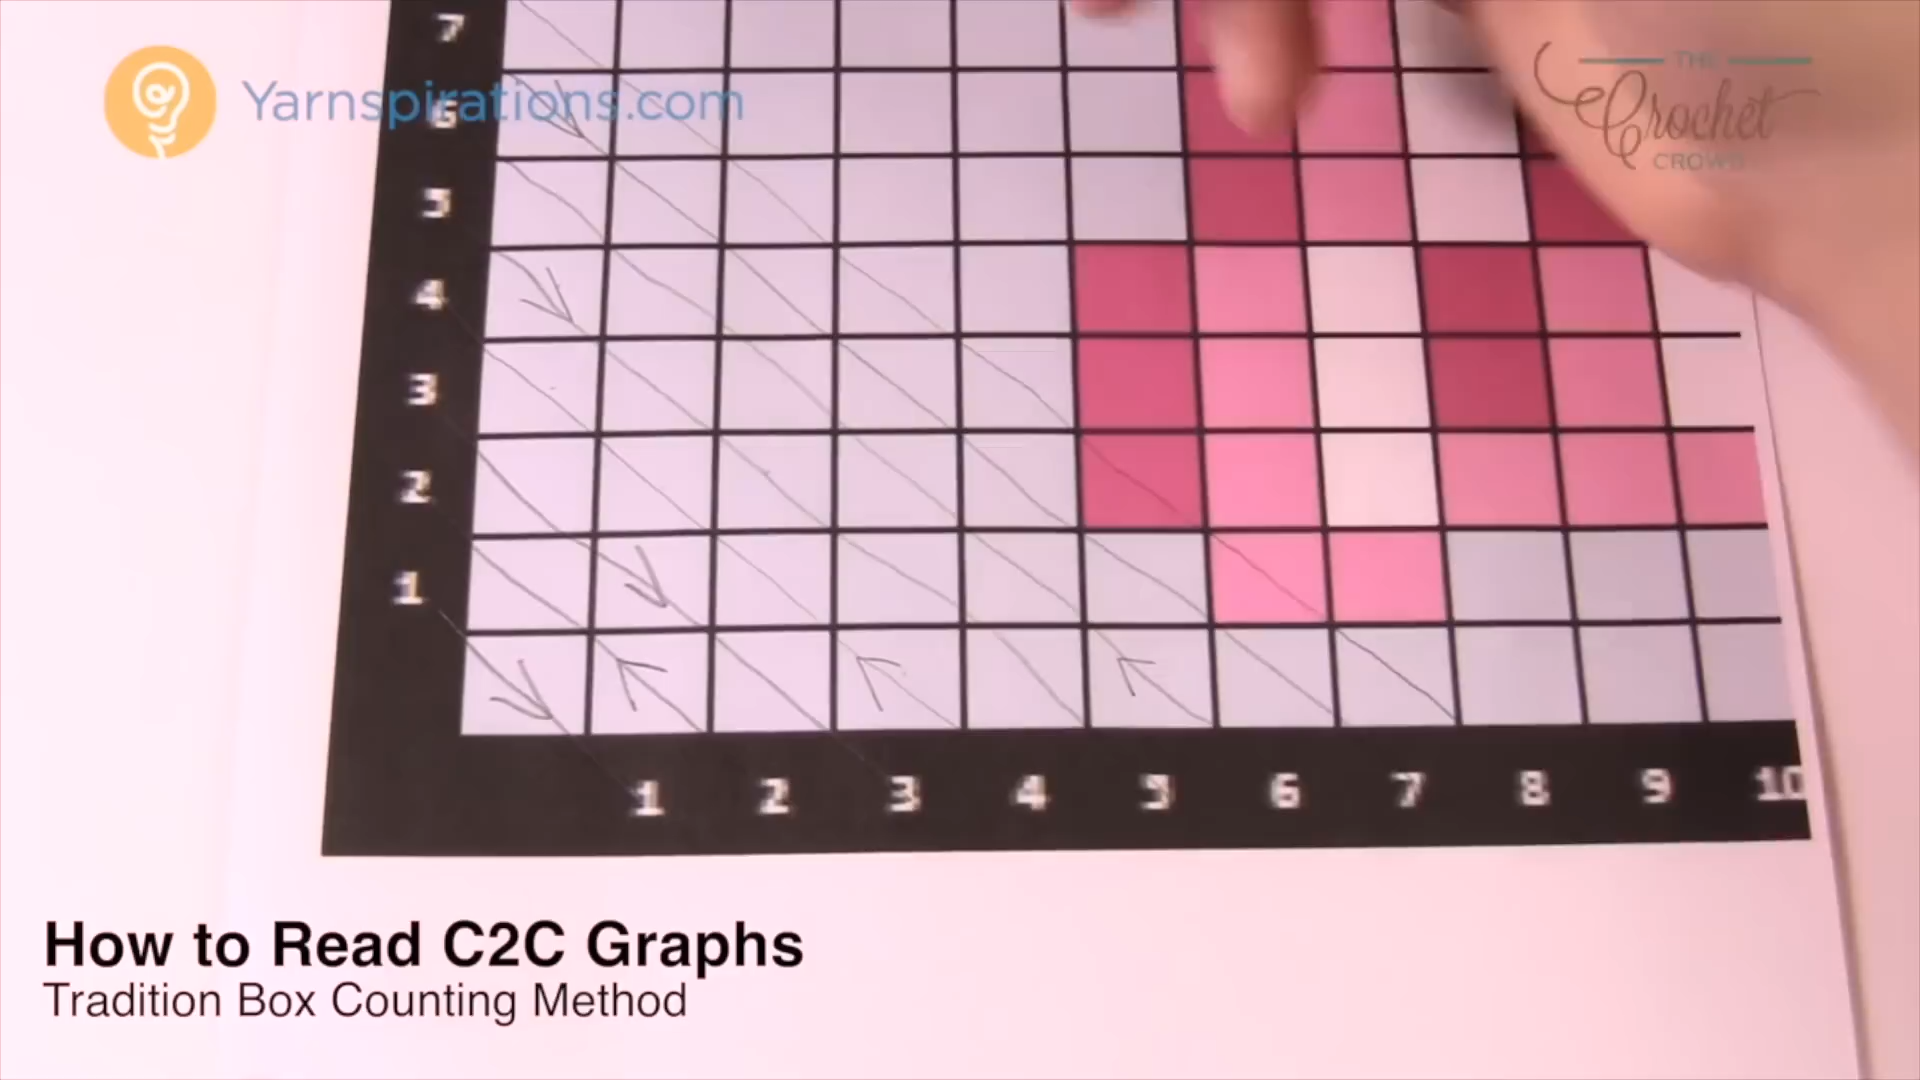 Yarnspirations.com
THE
Crochet
CROWD
7
6
5
4
3
2
1
1 2 3 4 5 6 7 8 9 10
How to Read C2C Graphs
Tradition Box Counting Method